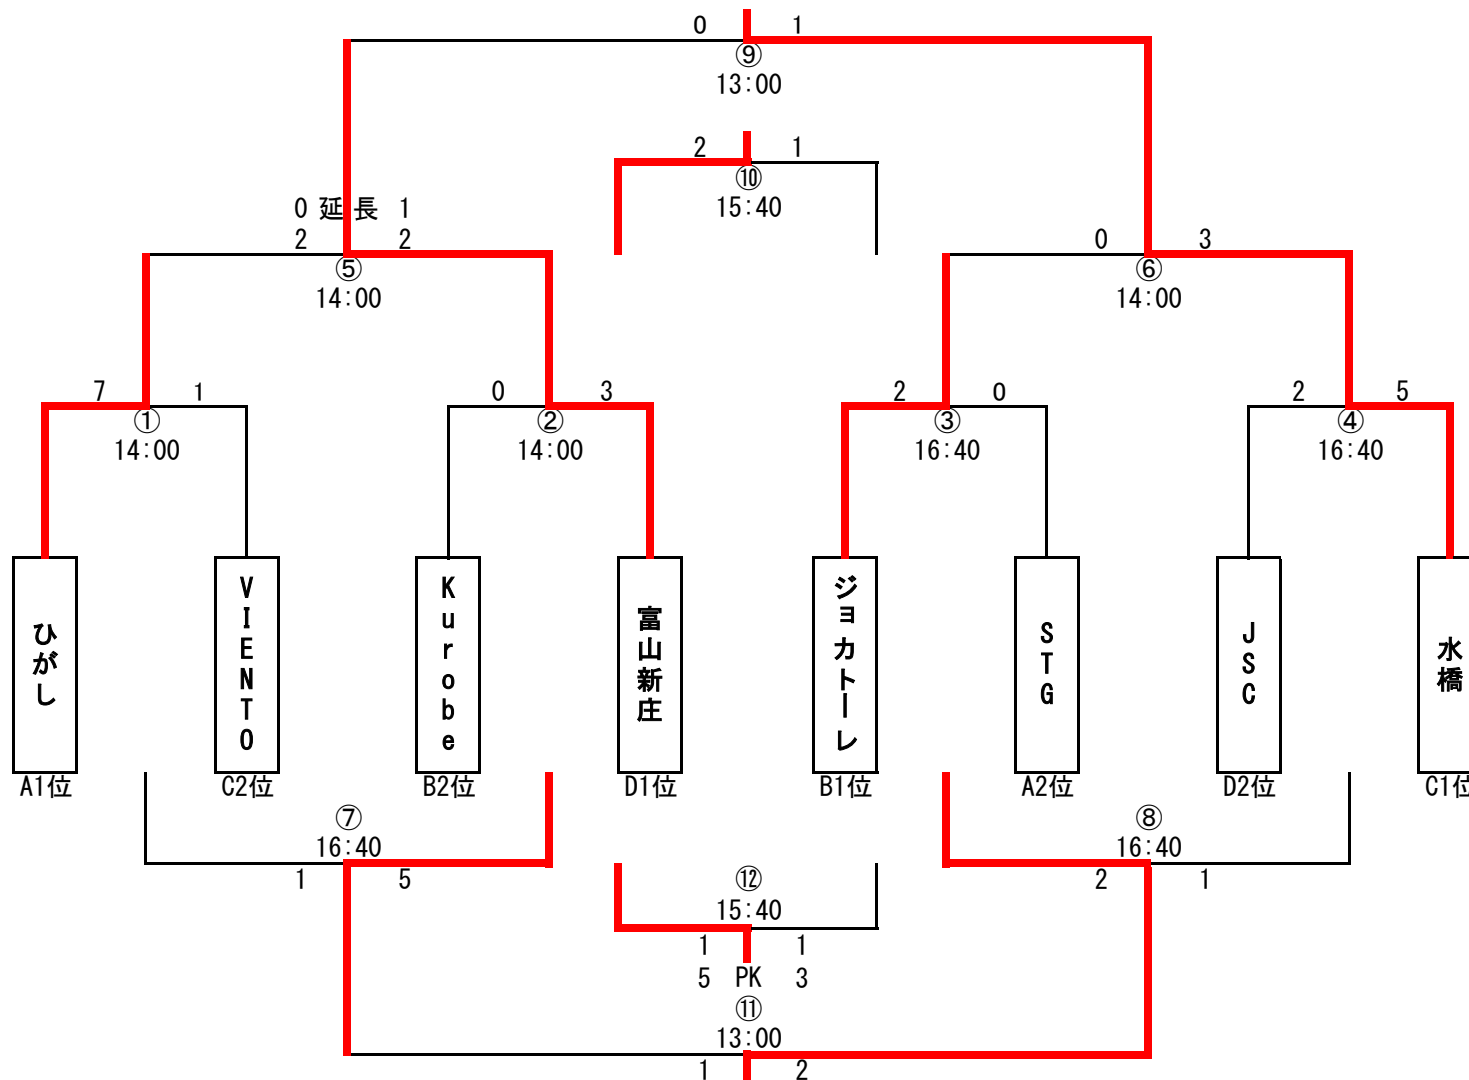 0 1
⑨
13:00
2 1
⑩
15:40
0 延長 1
2 2
⑤
14:00
0 3
⑥
14:00
7 1
①
14:00
0 3
②
14:00
2 0
③
16:40
2 5
④
16:40
ひがし
VIENTO
Kurobe
富山新庄
ジョカトーレ
STG
JSC
水橋
A1位
C2位
B2位
D1位
B1位
A2位
D2位
C1位
⑦
16:40
1 5
⑧
16:40
2 1
⑫
15:40
1 1
5 PK 3
⑪
13:00
1 2